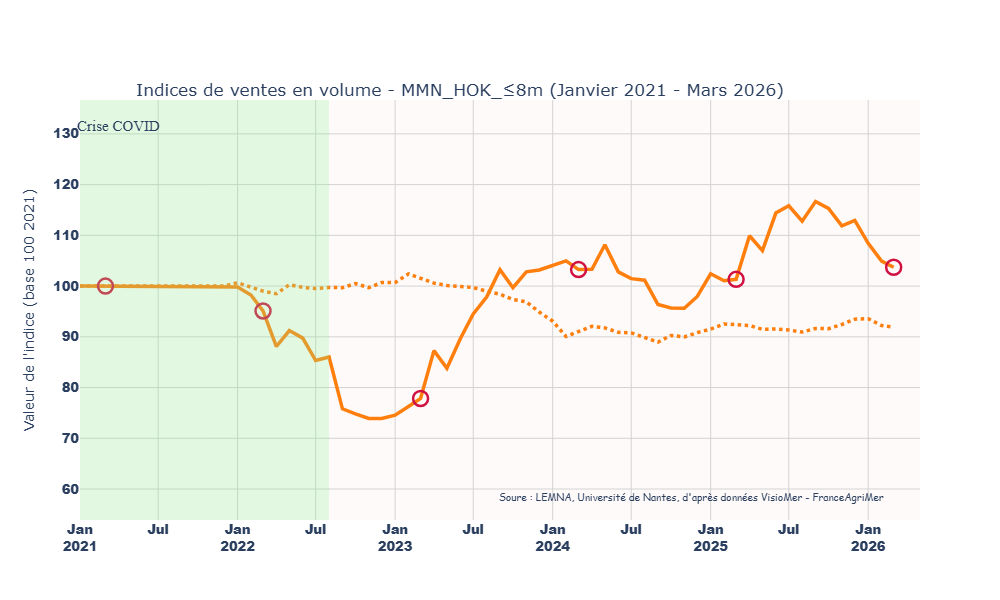 Indices de ventes en volume - MMN_HOK_≤8m (Janvier 2021 - Mars 2026)
Crise COVID
130
120
110
100
90
80
70
60
Valeur de l'indice (base 100 2021)
Soure : LEMNA, Université de Nantes, d'après données VisioMer - FranceAgriMer
Jan Jul Jan Jul Jan Jul Jan Jul Jan Jul Jan
2021 2022 2023 2024 2025 2026